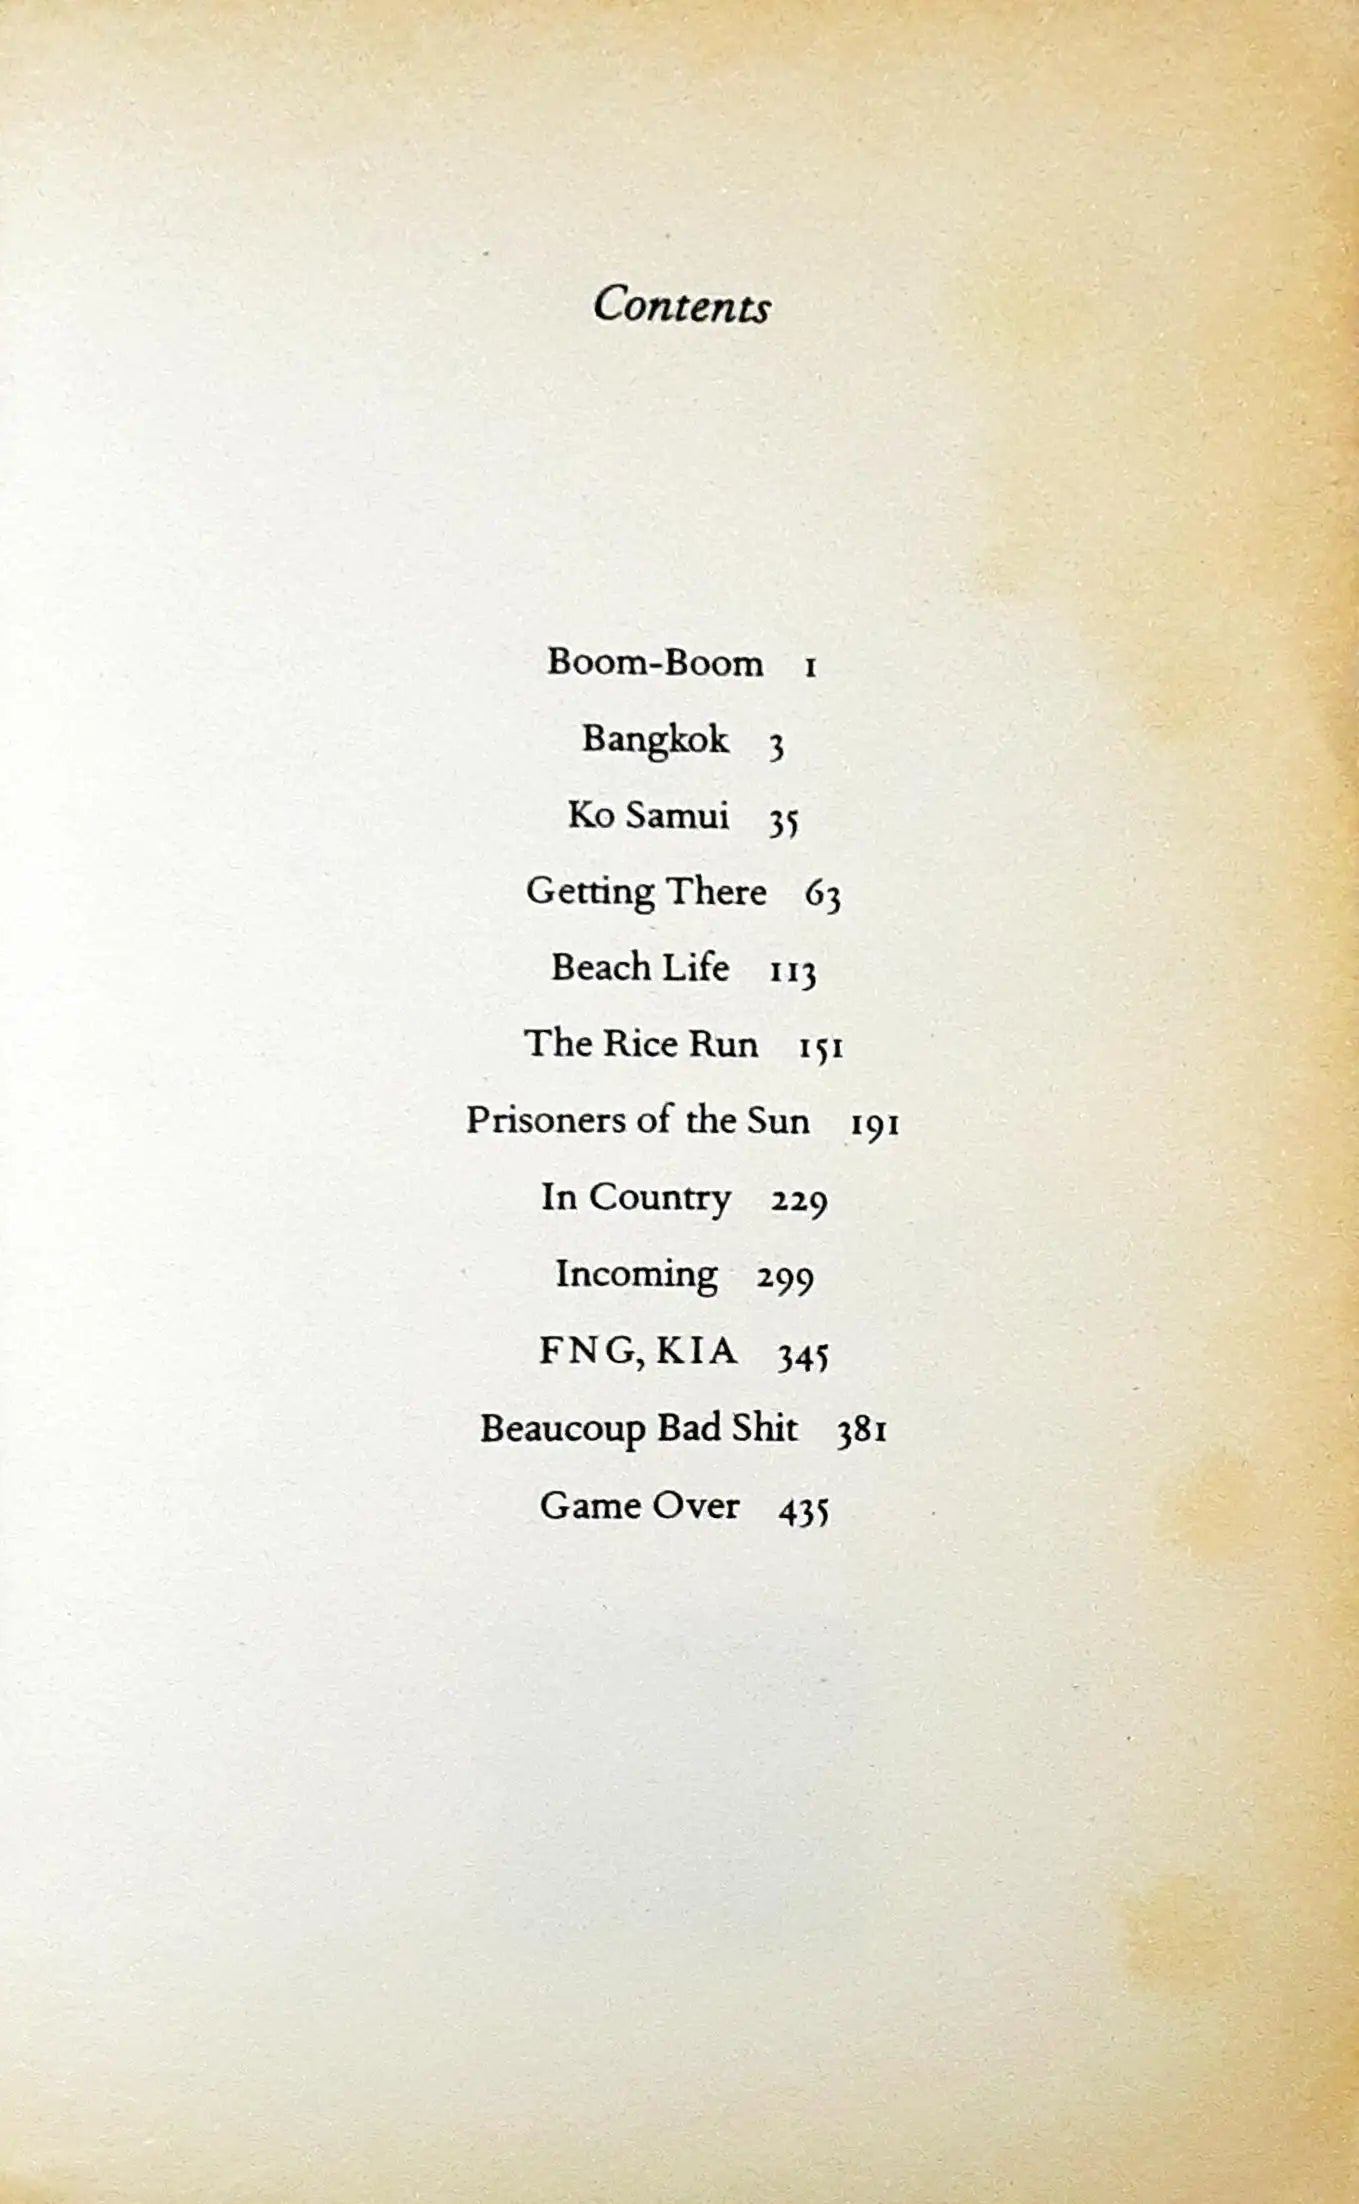 Contents
Boom-Boom 1
Bangkok 3
Ko Samui 35
Getting There 63
Beach Life 113
The Rice Run 151
Prisoners of the Sun 191
In Country 229
Incoming 299
FNG, KIA 345
Beaucoup Bad Shit 381
Game Over 435